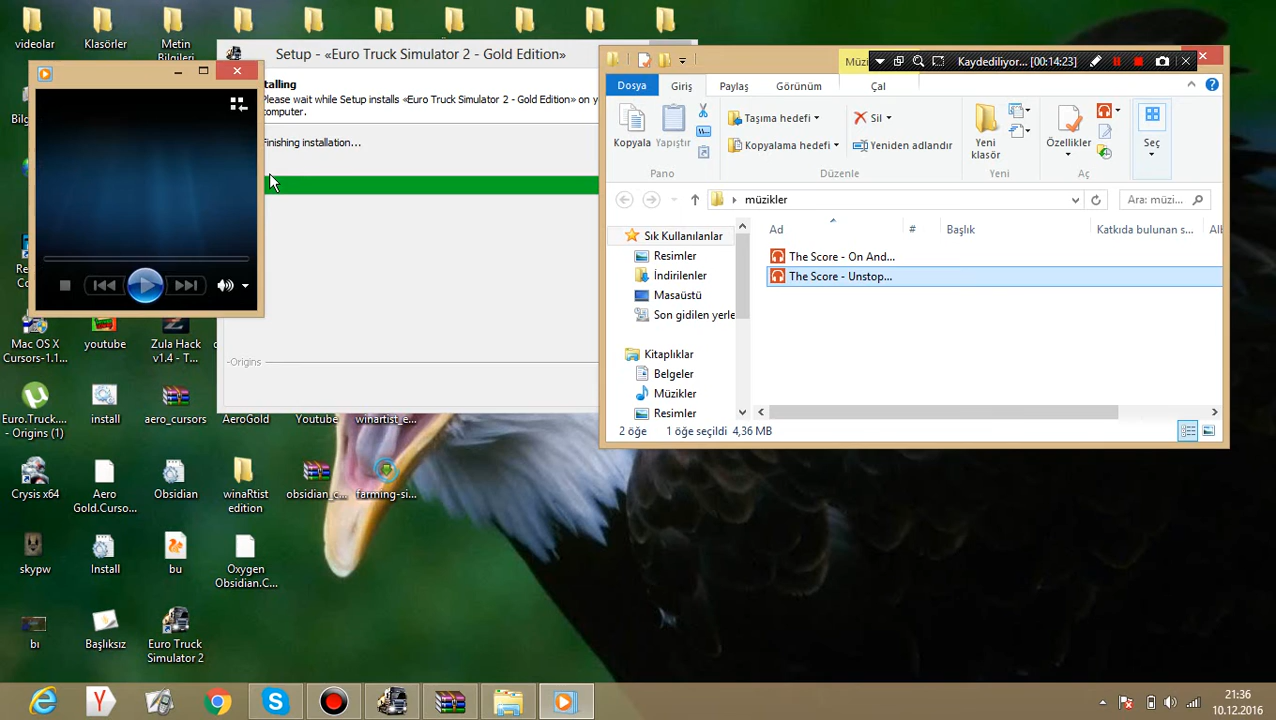 videolar
Klasörler
Metin
Bilgileri
Setup - «Euro Truck Simulator 2 - Gold Edition»
talling
Please wait while Setup installs «Euro Truck Simulator 2 - Gold Edition» on
computer.
Finishing installation...
-Origins
Kaydediliyor... [00:14:23]
Dosya
Giriş
Paylaş
Görünüm
Çal
Kopyala
Yapıştır
Taşıma hedefi
Kopyalama hedefi
Sil
Yeniden adlandır
Yeni
klasör
Özellikler
Seç
Pano
Düzenle
Yeni
Aç
müzikler
Ara: müzi...
Ad
#
Başlık
Katkıda bulunan s...
Alb
The Score - On And...
The Score - Unstop...
Sık Kullanılanlar
Resimler
İndirilenler
Masaüstü
Son gidilen yerle
Kitaplıklar
Belgeler
Müzikler
Resimler
2 öğe
1 öğe seçildi 4,36 MB
Mac OS X
Cursors-1.1...
youtube
Zula Hack
v1.4 - T...
Euro.Truck....
- Origins (1)
install
aero_cursors
AeroGold
Youtube
winartist_e...
Crysis x64
Aero
Gold.Curso...
Obsidian
winaRtist
edition
obsidian_c...
farming-si...
skypw
Install
bu
Oxygen
Obsidian.C...
bı
Başlıksız
Euro Truck
Simulator 2
21:36
10.12.2016